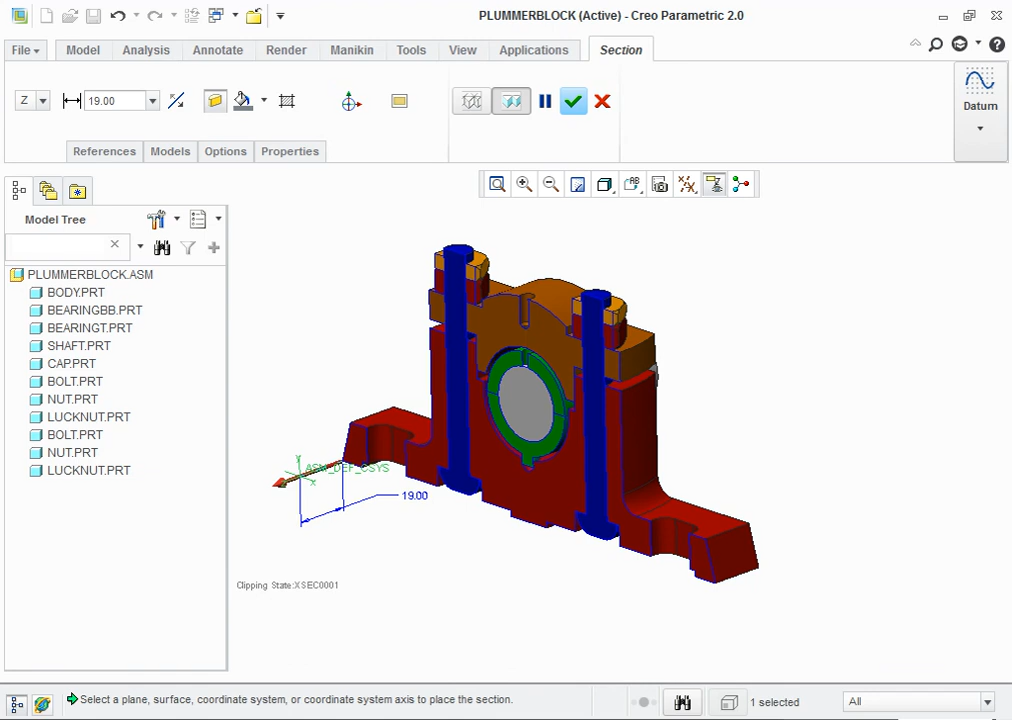 PLUMMERBLOCK (Active) - Creo Parametric 2.0
File Model Analysis Annotate Render Manikin Tools View Applications Section
Z 19.00
Datum
References Models Options Properties
Model Tree
PLUMMERBLOCK.ASM
BODY.PRT
BEARINGBB.PRT
BEARINGT.PRT
SHAFT.PRT
CAP.PRT
BOLT.PRT
NUT.PRT
LUCKNUT.PRT
BOLT.PRT
NUT.PRT
LUCKNUT.PRT
ASM_DEF_CSYS
19.00
Clipping State:XSEC0001
Select a plane, surface, coordinate system, or coordinate system axis to place the section.
1 selected
All